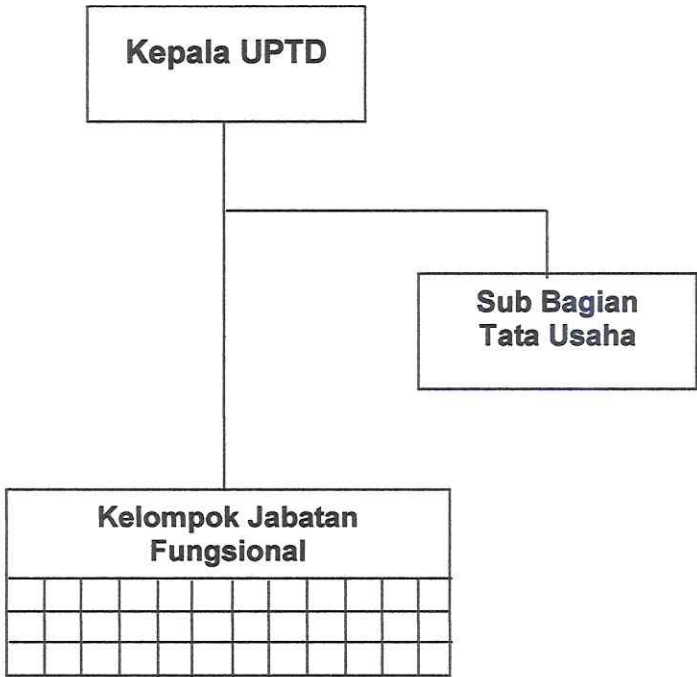 Kepala UPTD
Sub Bagian
Tata Usaha
Kelompok Jabatan
Fungsional